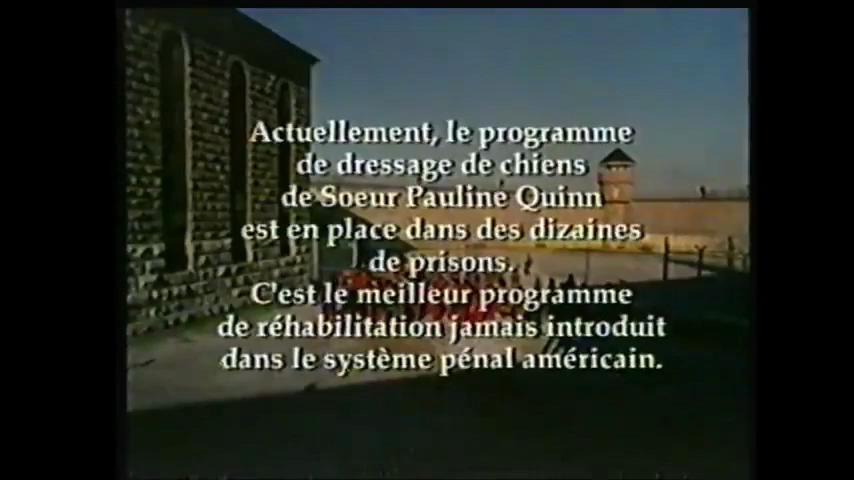 Actuellement, le programme
de dressage de chiens
de Soeur Pauline Quinn
est en place dans des dizaines
de prisons.
C'est le meilleur programme
de réhabilitation jamais introduit
dans le système pénal américain.